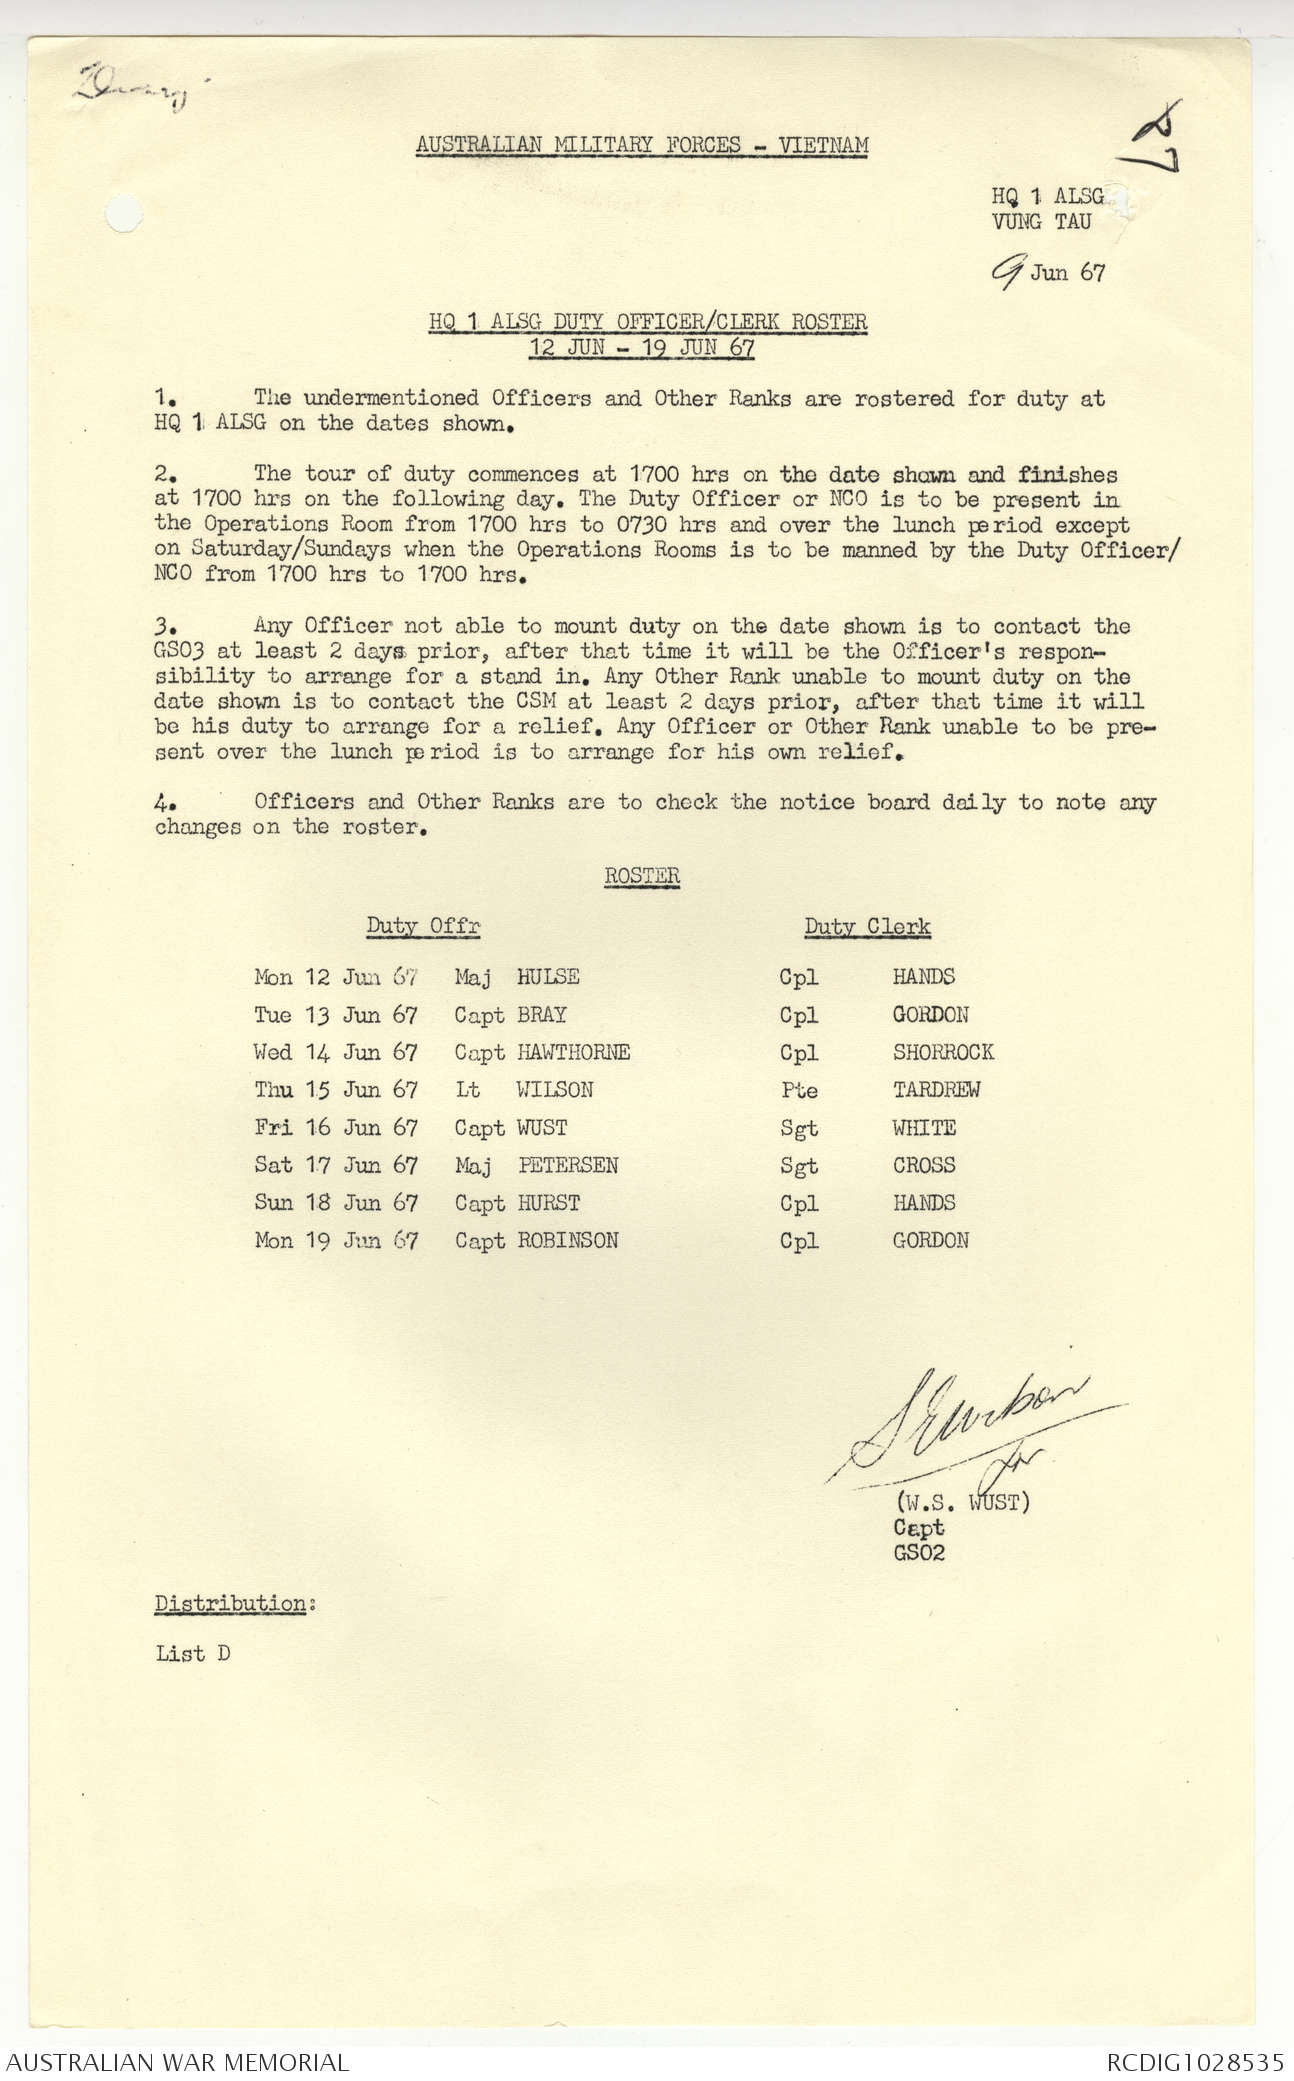 AUSTRALIAN MILITARY FORCES - VIETNAM
HQ 1 ALSG
VUNG TAU
9 Jun 67
HQ 1 ALSG DUTY OFFICER/CLERK ROSTER
12 JUN - 19 JUN 67
1. The undermentioned Officers and Other Ranks are rostered for duty at
HQ 1 ALSG on the dates shown.
2. The tour of duty commences at 1700 hrs on the date shown and finishes
at 1700 hrs on the following day. The Duty Officer or NCO is to be present in
the Operations Room from 1700 hrs to 0730 hrs and over the lunch period except
on Saturday/Sundays when the Operations Rooms is to be manned by the Duty Officer/
NCO from 1700 hrs to 1700 hrs.
3. Any Officer not able to mount duty on the date shown is to contact the
GSO3 at least 2 days prior, after that time it will be the Officer's respon-
sibility to arrange for a stand in. Any Other Rank unable to mount duty on the
date shown is to contact the CSM at least 2 days prior, after that time it will
be his duty to arrange for a relief. Any Officer or Other Rank unable to be pre-
sent over the lunch period is to arrange for his own relief.
4. Officers and Other Ranks are to check the notice board daily to note any
changes on the roster.
ROSTER
Duty Offr Duty Clerk
Mon 12 Jun 67 Maj HULSE Cpl HANDS
Tue 13 Jun 67 Capt BRAY Cpl GORDON
Wed 14 Jun 67 Capt HAWTHORNE Cpl SHORROCK
Thu 15 Jun 67 Lt WILSON Pte TARDREW
Fri 16 Jun 67 Capt WUST Sgt WHITE
Sat 17 Jun 67 Maj PETERSEN Sgt CROSS
Sun 18 Jun 67 Capt HURST Cpl HANDS
Mon 19 Jun 67 Capt ROBINSON Cpl GORDON
for
(W.S. WUST)
Capt
GSO2
Distribution:
List D
AUSTRALIAN WAR MEMORIAL RCDIG1028535